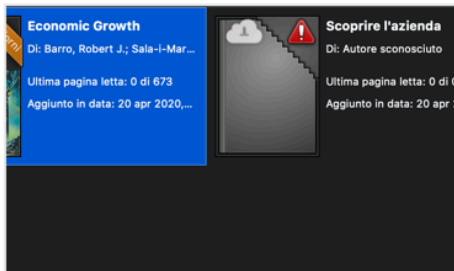 Economic Growth
Di: Barro, Robert J.; Sala-i-Mar...
Ultima pagina letta: 0 di 673
Aggiunto in data: 20 apr 2020,...
Scoprire l'azienda
Di: Autore sconosciuto
Ultima pagina letta: 0 di
Aggiunto in data: 20 apr